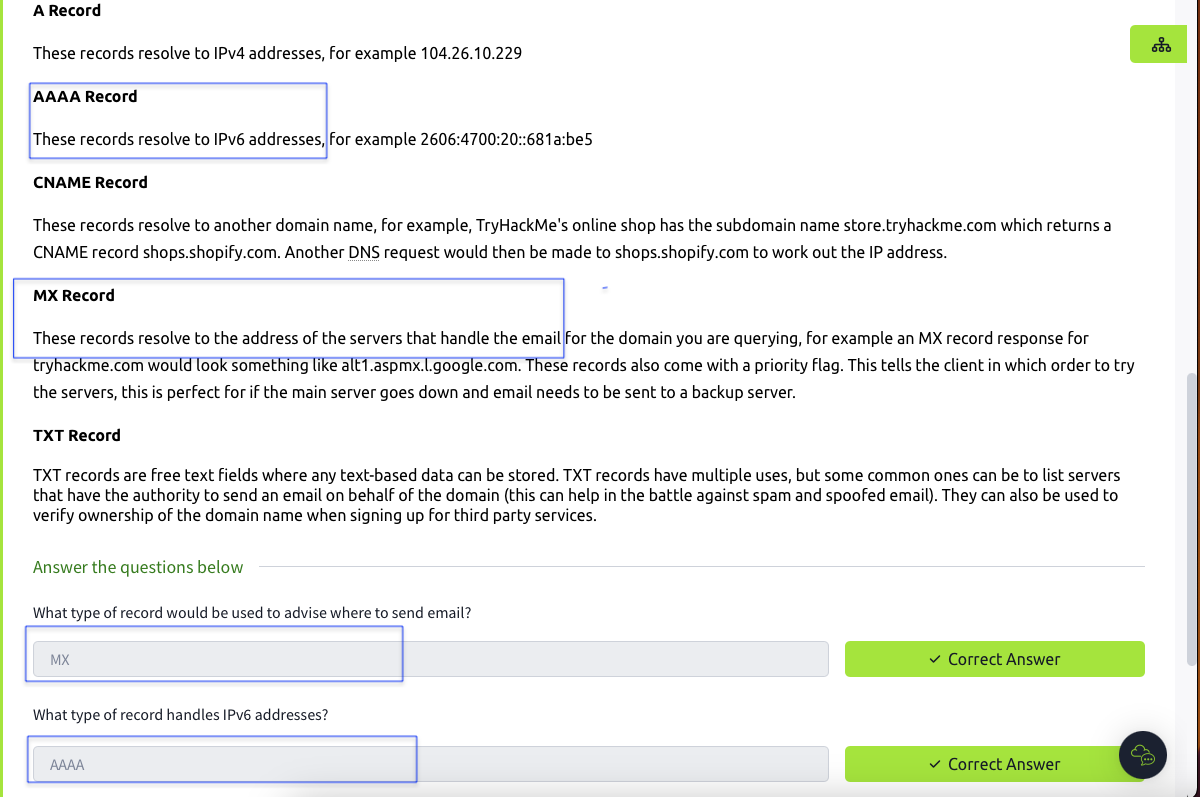 A Record
These records resolve to IPv4 addresses, for example 104.26.10.229
AAAA Record
These records resolve to IPv6 addresses, for example 2606:4700:20::681a:be5
CNAME Record
These records resolve to another domain name, for example, TryHackMe's online shop has the subdomain name store.tryhackme.com which returns a
CNAME record shops.shopify.com. Another DNS request would then be made to shops.shopify.com to work out the IP address.
MX Record
These records resolve to the address of the servers that handle the email for the domain you are querying, for example an MX record response for
tryhackme.com would look something like alt1.aspmx.l.google.com. These records also come with a priority flag. This tells the client in which order to try
the servers, this is perfect for if the main server goes down and email needs to be sent to a backup server.
TXT Record
TXT records are free text fields where any text-based data can be stored. TXT records have multiple uses, but some common ones can be to list servers
that have the authority to send an email on behalf of the domain (this can help in the battle against spam and spoofed email). They can also be used to
verify ownership of the domain name when signing up for third party services.
Answer the questions below
What type of record would be used to advise where to send email?
MX
Correct Answer
What type of record handles IPv6 addresses?
AAAA
Correct Answer